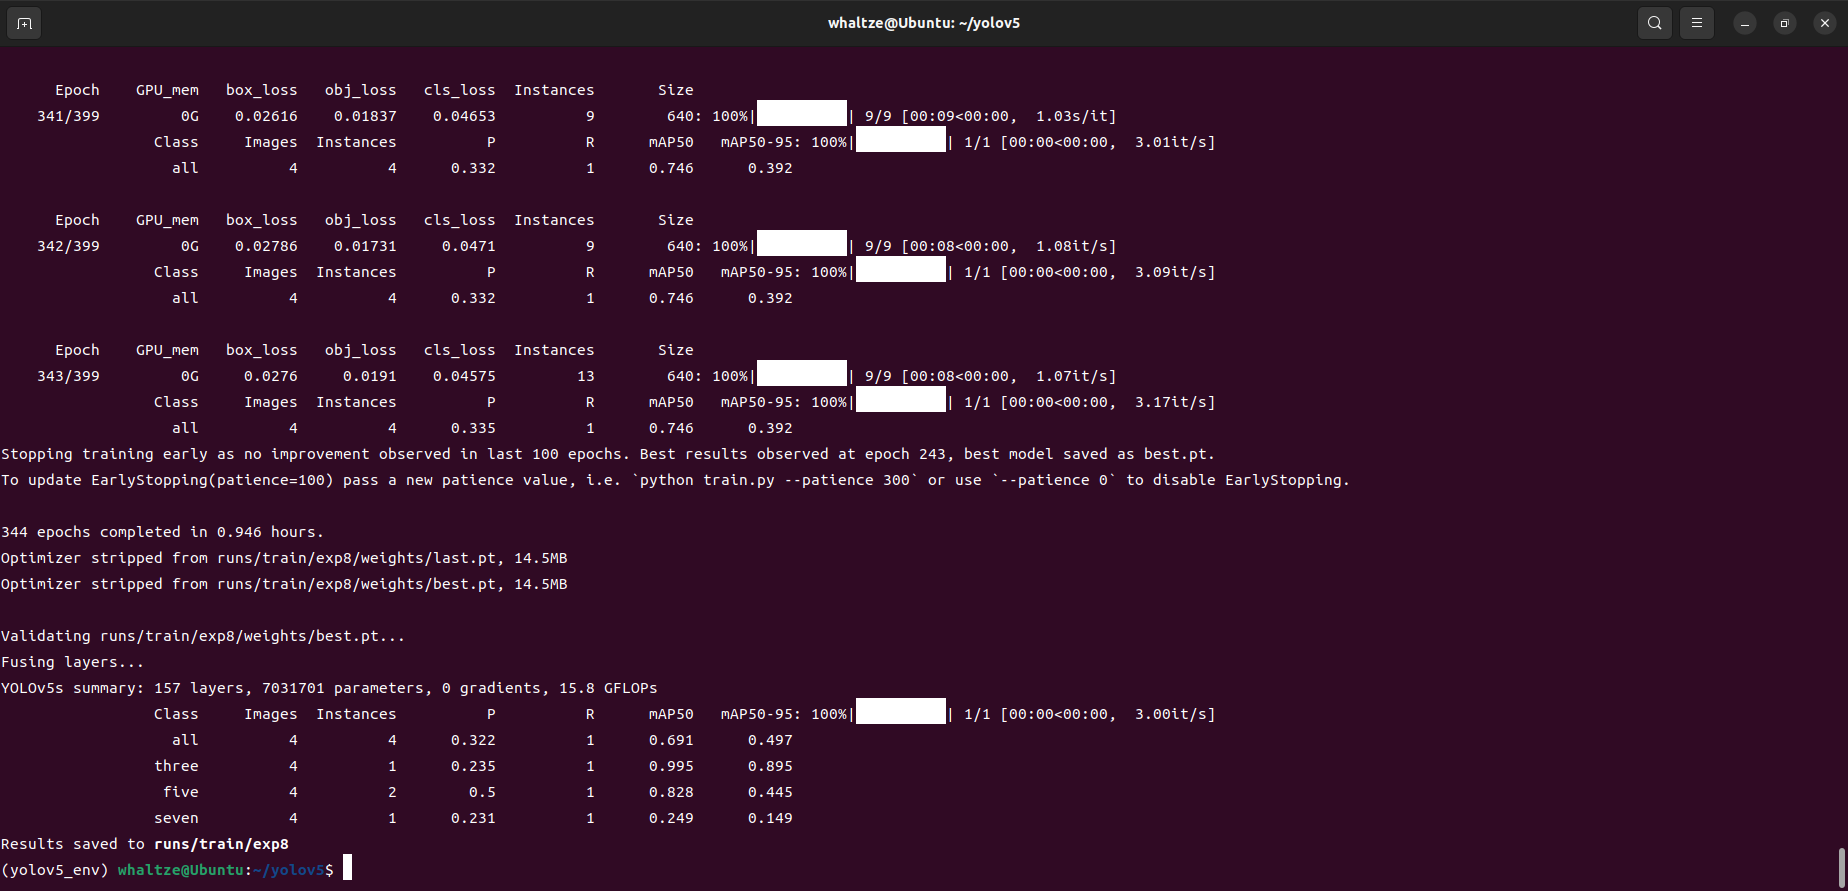 whaltze@Ubuntu: ~/yolov5
Epoch GPU_mem box_loss obj_loss cls_loss Instances Size
341/399 0G 0.02616 0.01837 0.04653 9 640: 100%| | 9/9 [00:09<00:00, 1.03s/it]
Class Images Instances P R mAP50 mAP50-95: 100%| | 1/1 [00:00<00:00, 3.01it/s]
all 4 4 0.332 1 0.746 0.392
Epoch GPU_mem box_loss obj_loss cls_loss Instances Size
342/399 0G 0.02786 0.01731 0.0471 9 640: 100%| | 9/9 [00:08<00:00, 1.08it/s]
Class Images Instances P R mAP50 mAP50-95: 100%| | 1/1 [00:00<00:00, 3.09it/s]
all 4 4 0.332 1 0.746 0.392
Epoch GPU_mem box_loss obj_loss cls_loss Instances Size
343/399 0G 0.0276 0.0191 0.04575 13 640: 100%| | 9/9 [00:08<00:00, 1.07it/s]
Class Images Instances P R mAP50 mAP50-95: 100%| | 1/1 [00:00<00:00, 3.17it/s]
all 4 4 0.335 1 0.746 0.392
Stopping training early as no improvement observed in last 100 epochs. Best results observed at epoch 243, best model saved as best.pt.
To update EarlyStopping(patience=100) pass a new patience value, i.e. `python train.py --patience 300` or use `--patience 0` to disable EarlyStopping.
344 epochs completed in 0.946 hours.
Optimizer stripped from runs/train/exp8/weights/last.pt, 14.5MB
Optimizer stripped from runs/train/exp8/weights/best.pt, 14.5MB
Validating runs/train/exp8/weights/best.pt...
Fusing layers...
YOLOv5s summary: 157 layers, 7031701 parameters, 0 gradients, 15.8 GFLOPs
Class Images Instances P R mAP50 mAP50-95: 100%| | 1/1 [00:00<00:00, 3.00it/s]
all 4 4 0.322 1 0.691 0.497
three 4 1 0.235 1 0.995 0.895
five 4 2 0.5 1 0.828 0.445
seven 4 1 0.231 1 0.249 0.149
Results saved to runs/train/exp8
(yolov5_env) whaltze@Ubuntu:~/yolov5$